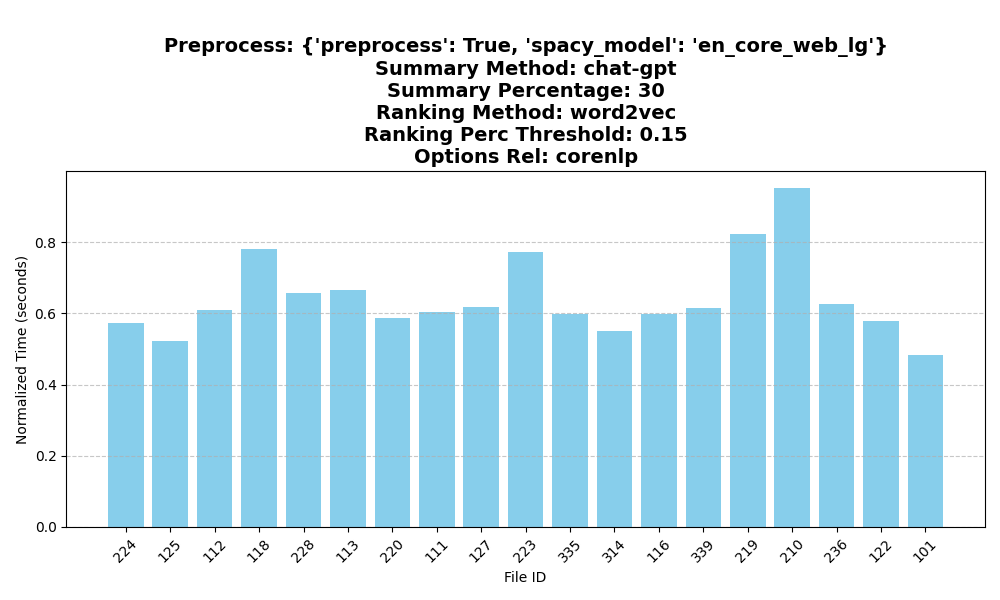 Preprocess: {'preprocess': True, 'spacy_model': 'en_core_web_lg'}
Summary Method: chat-gpt
Summary Percentage: 30
Ranking Method: word2vec
Ranking Perc Threshold: 0.15
Options Rel: corenlp
Normalized Time (seconds)
0.8
0.6
0.4
0.2
0.0
224 125 112 118 228 113 220 111 127 223 335 314 116 339 219 210 236 122 101
File ID